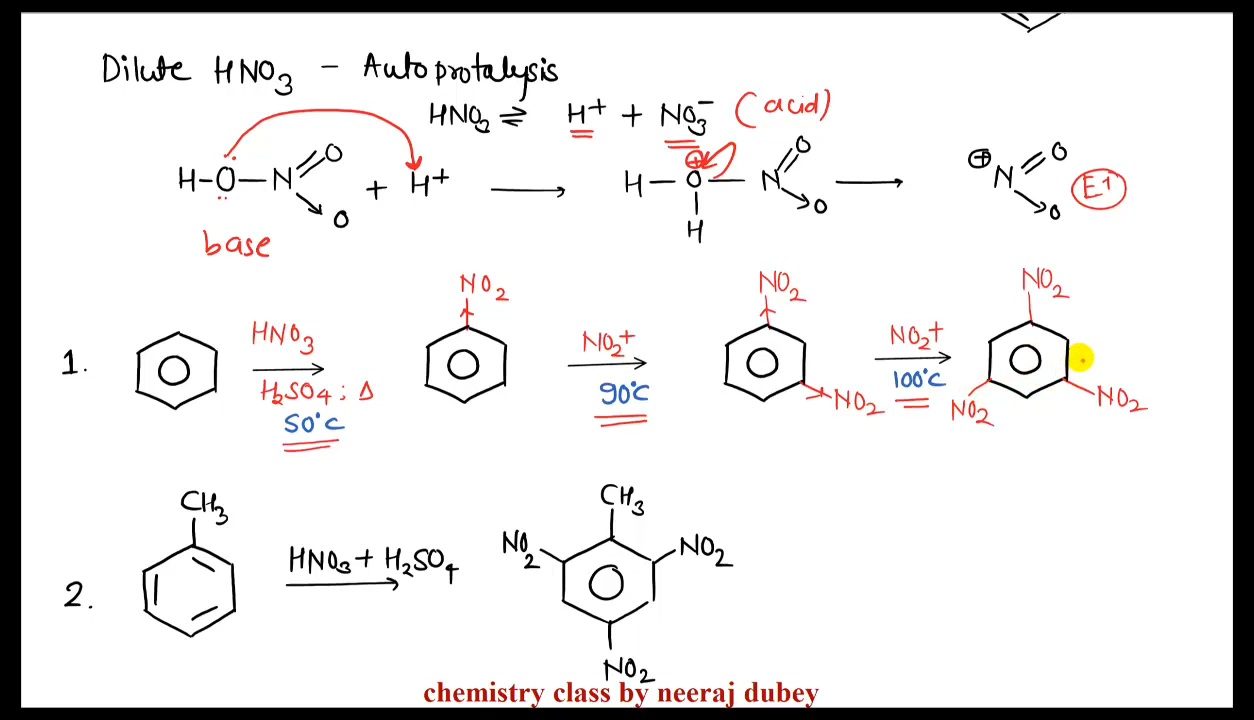 Dilute HNO3 - Autoprotalysis
HNO3 ⇌ H+ + NO3- (acid)
H-O-N=O→O + H+ → H-O-N=O→O → N=O→O E+
H
base
1. HNO3 NO2 NO2+ NO2 NO2+ NO2
H2SO4; Δ 90°C NO2 100°C NO2 NO2
50°C
2. CH3 HNO3 + H2SO4 CH3
NO2 NO2
NO2
chemistry class by neeraj dubey